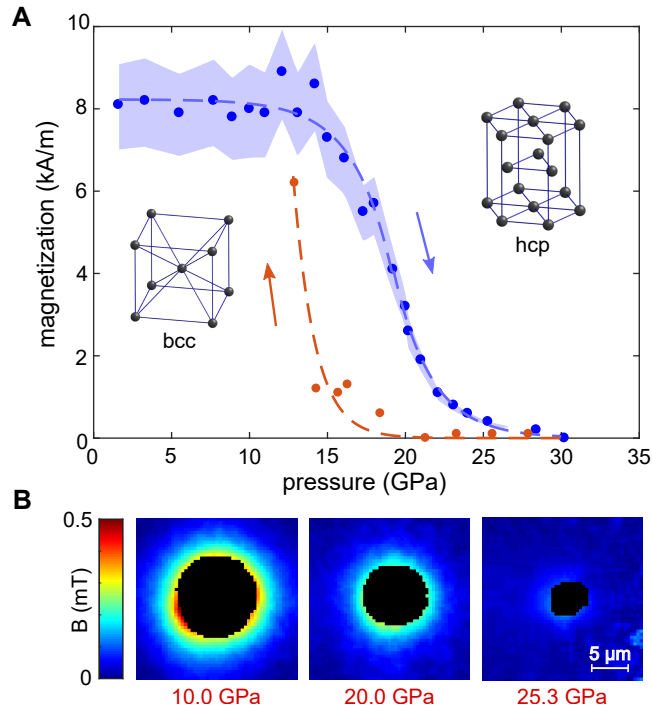 A
10
8
6
4
2
0
magnetization (kA/m)
bcc
hcp
0 5 10 15 20 25 30 35
pressure (GPa)
B
0.5
B (mT)
0
5 µm
10.0 GPa 20.0 GPa 25.3 GPa